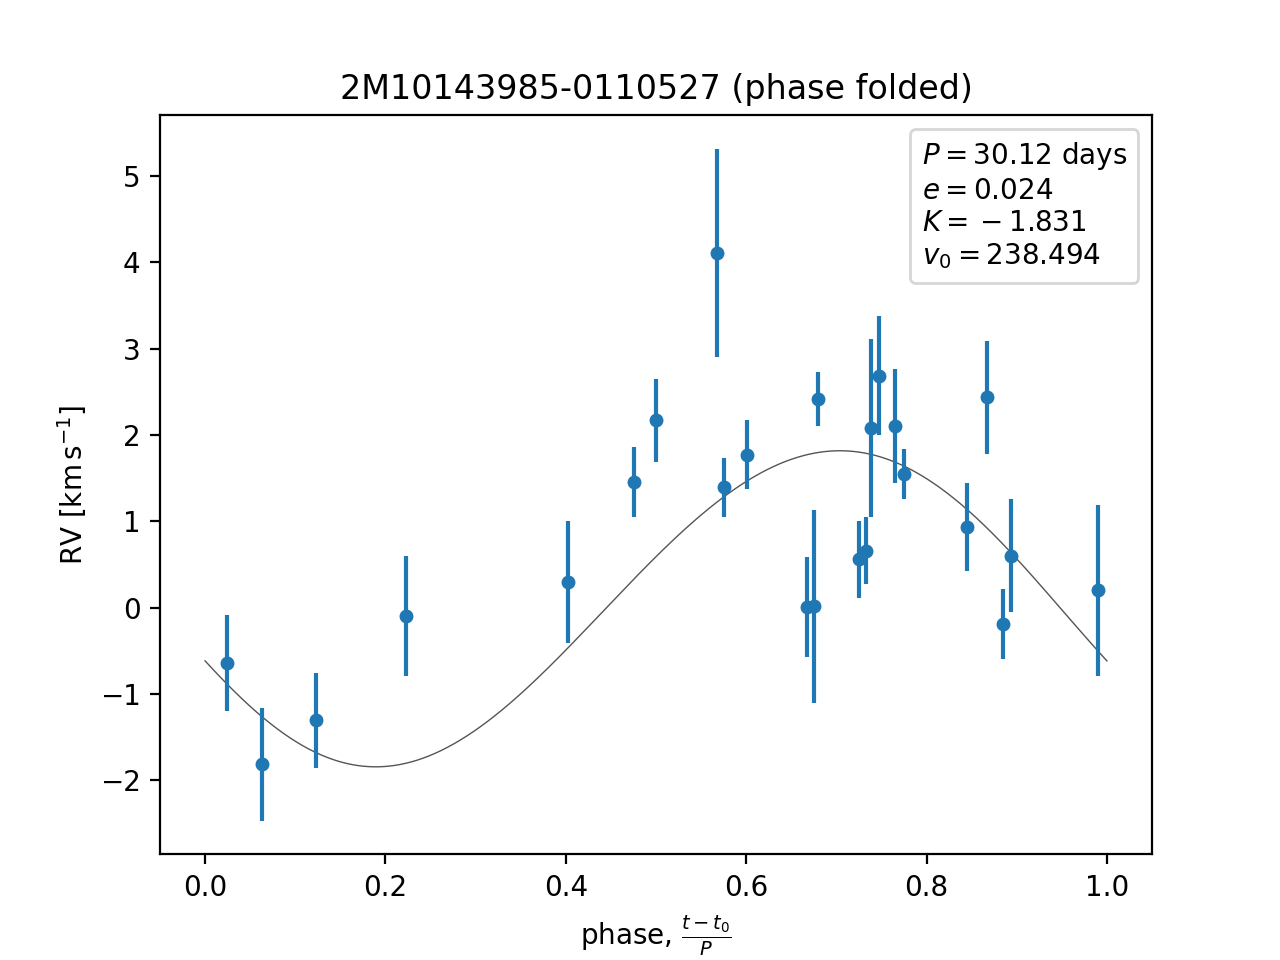 2M10143985-0110527 (phase folded)
P = 30.12 days
e = 0.024
K = −1.831
v₀ = 238.494
RV [km s⁻¹]
5
4
3
2
1
0
−1
−2
0.0 0.2 0.4 0.6 0.8 1.0
phase, (t − t₀)/P